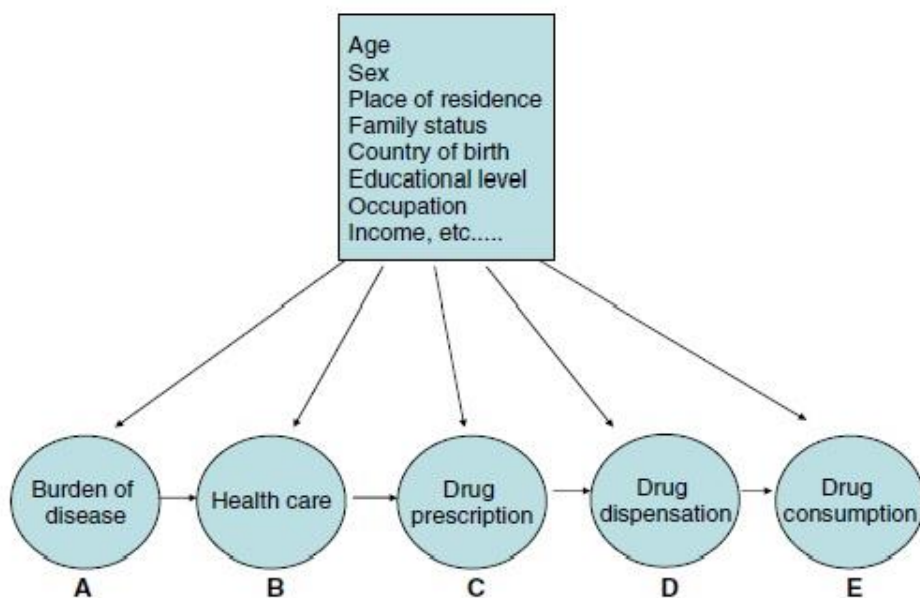 Age
Sex
Place of residence
Family status
Country of birth
Educational level
Occupation
Income, etc.....
Burden of
disease
Health care
Drug
prescription
Drug
dispensation
Drug
consumption
A
B
C
D
E